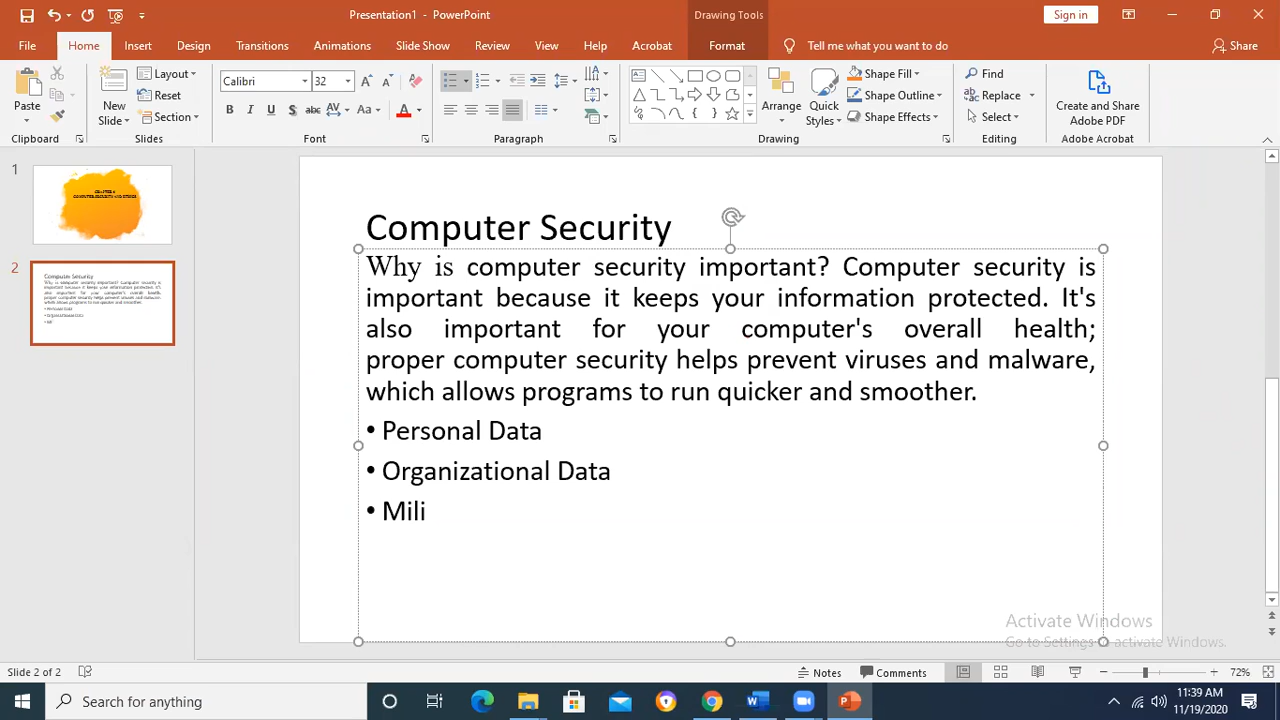 Presentation1 - PowerPoint
Drawing Tools
Sign in
File
Home
Insert
Design
Transitions
Animations
Slide Show
Review
View
Help
Acrobat
Format
Tell me what you want to do
Share
Paste
New
Slide
Layout
Reset
Section
Calibri
32
B I U S abc AV Aa A
Arrange
Quick
Styles
Shape Fill
Shape Outline
Shape Effects
Find
Replace
Select
Create and Share
Adobe PDF
Clipboard
Slides
Font
Paragraph
Drawing
Editing
Adobe Acrobat
1
2
Computer Security
Why is computer security important? Computer security is
important because it keeps your information protected. It's
also important for your computer's overall health;
proper computer security helps prevent viruses and malware,
which allows programs to run quicker and smoother.
• Personal Data
• Organizational Data
• Mili
Activate Windows
Go to Settings to activate Windows.
Slide 2 of 2
Notes
Comments
72%
Search for anything
11:39 AM
11/19/2020